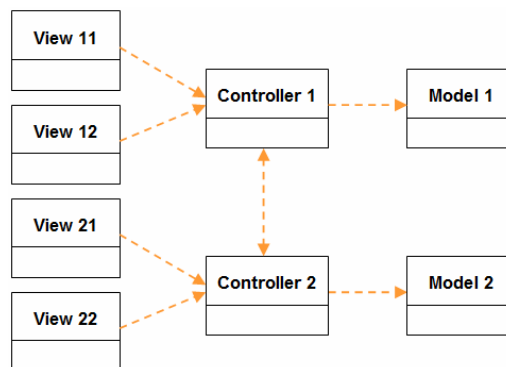 View 11
Controller 1
Model 1
View 12
View 21
Controller 2
Model 2
View 22